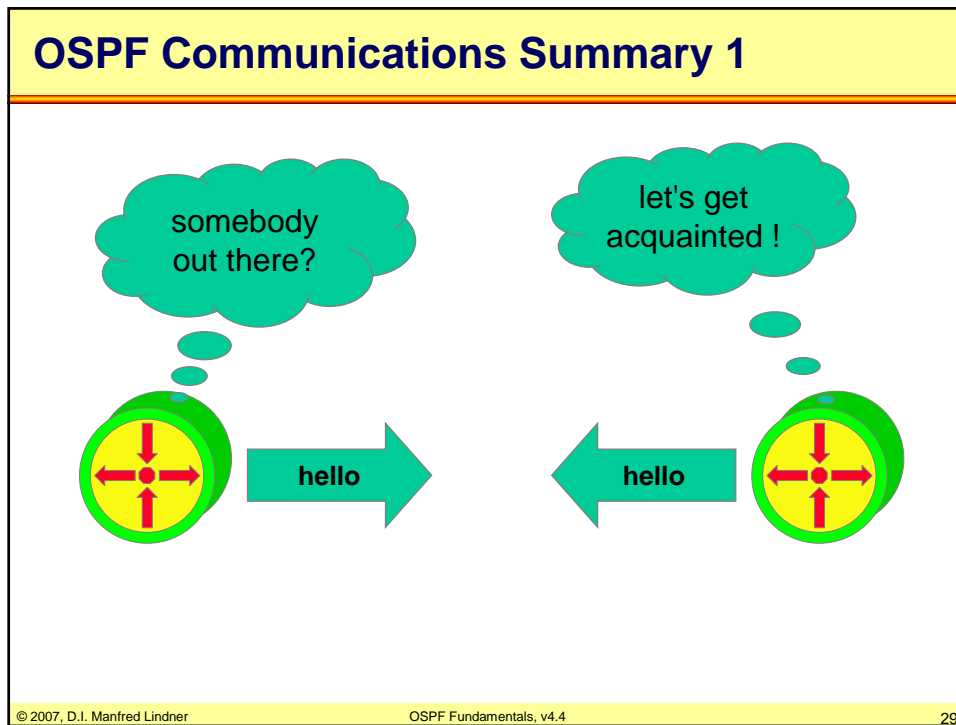 OSPF Communications Summary 1
somebody
out there?
let's get
acquainted !
hello
hello
© 2007, D.I. Manfred Lindner
OSPF Fundamentals, v4.4
29